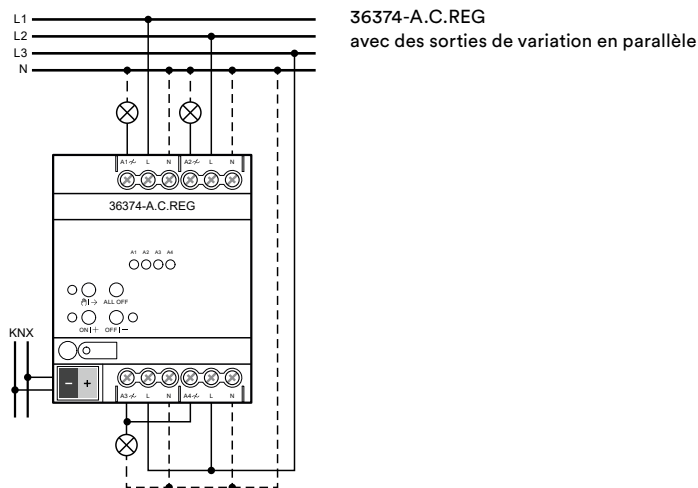 36374-A.C.REG
avec des sorties de variation en parallèle
L1
L2
L3
N
A1 L N A2 L N
36374-A.C.REG
A1 A2 A3 A4
ALL OFF
ON I + OFF I −
KNX
− +
A3 L N A4 L N